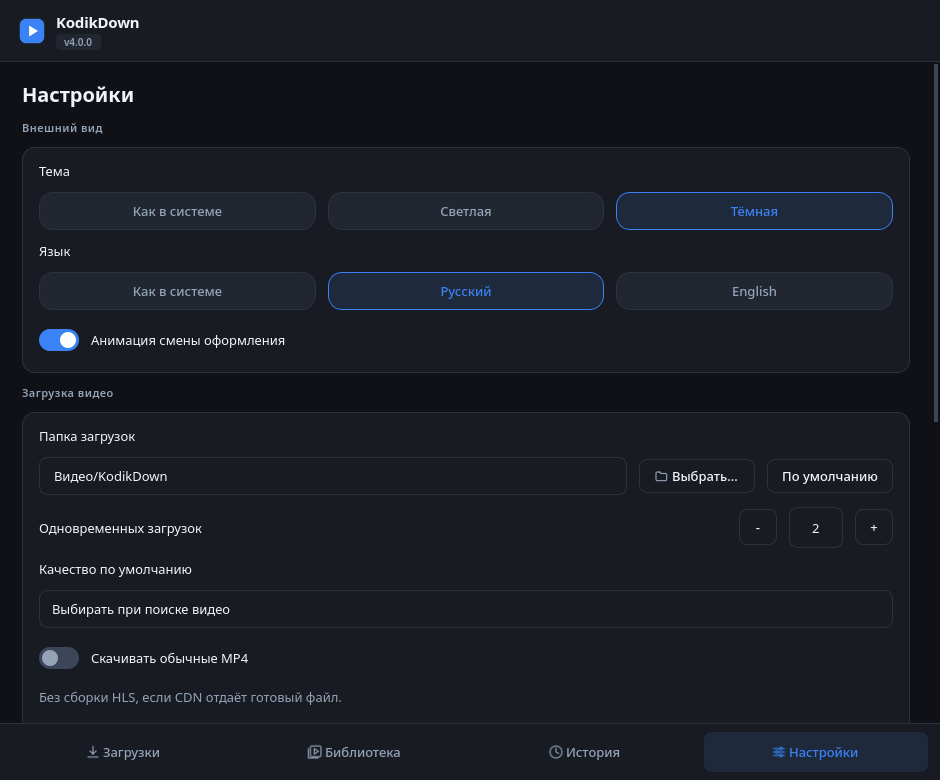 KodikDown
v4.0.0
Настройки
Внешний вид
Тема
Как в системе Светлая Тёмная
Язык
Как в системе Русский English
Анимация смены оформления
Загрузка видео
Папка загрузок
Видео/KodikDown Выбрать... По умолчанию
Одновременных загрузок - 2 +
Качество по умолчанию
Выбирать при поиске видео
Скачивать обычные MP4
Без сборки HLS, если CDN отдаёт готовый файл.
Загрузки Библиотека История Настройки